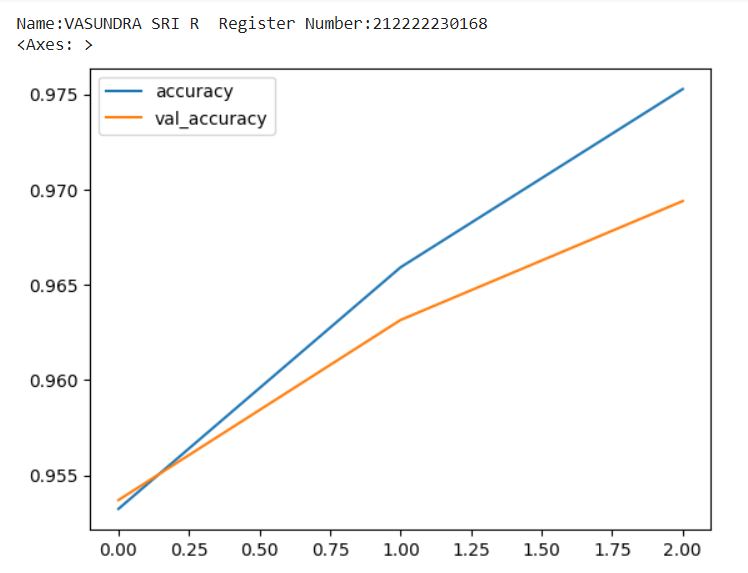 Name:VASUNDRA SRI R  Register Number:212222230168
<Axes: >
accuracy
val_accuracy
0.975
0.970
0.965
0.960
0.955
0.00 0.25 0.50 0.75 1.00 1.25 1.50 1.75 2.00